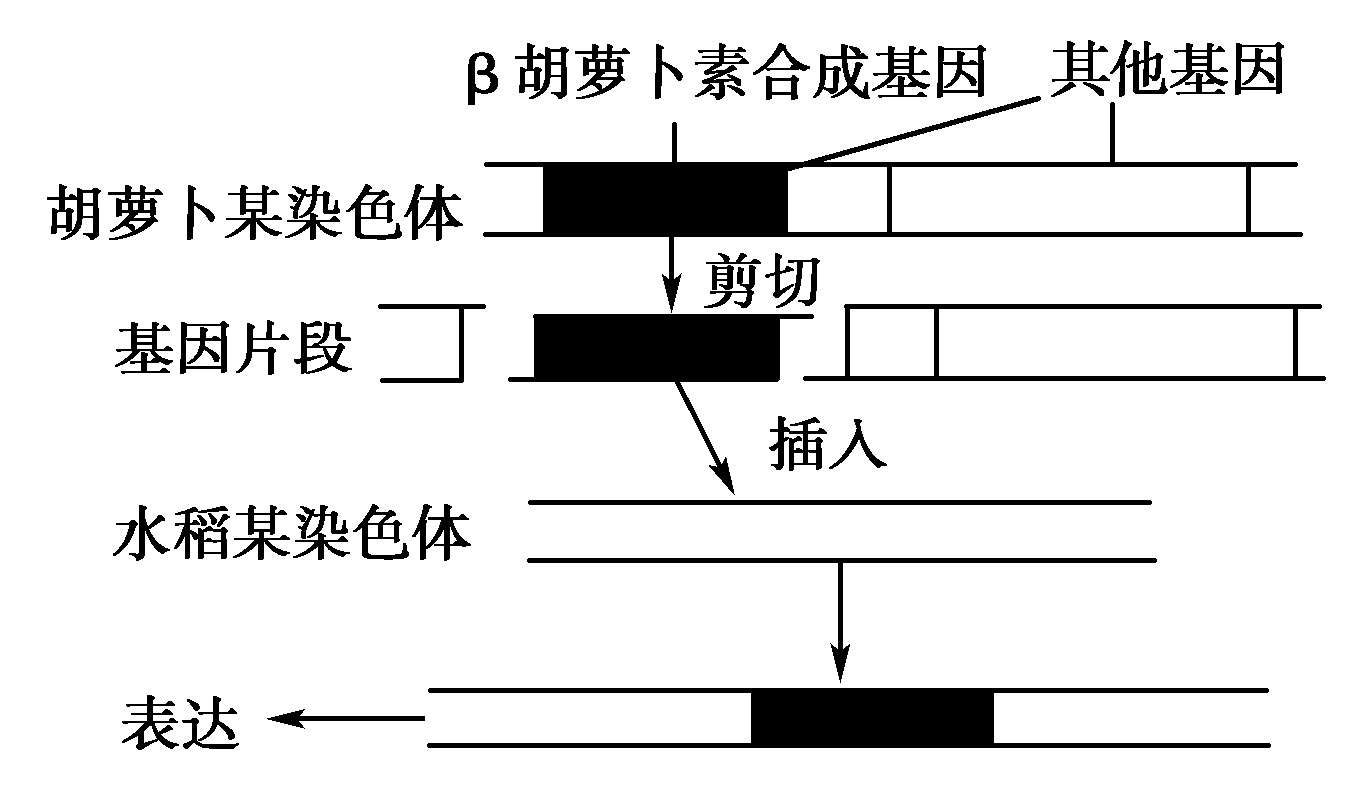 β胡萝卜素合成基因 其他基因
胡萝卜某染色体
剪切
基因片段
插入
水稻某染色体
表达